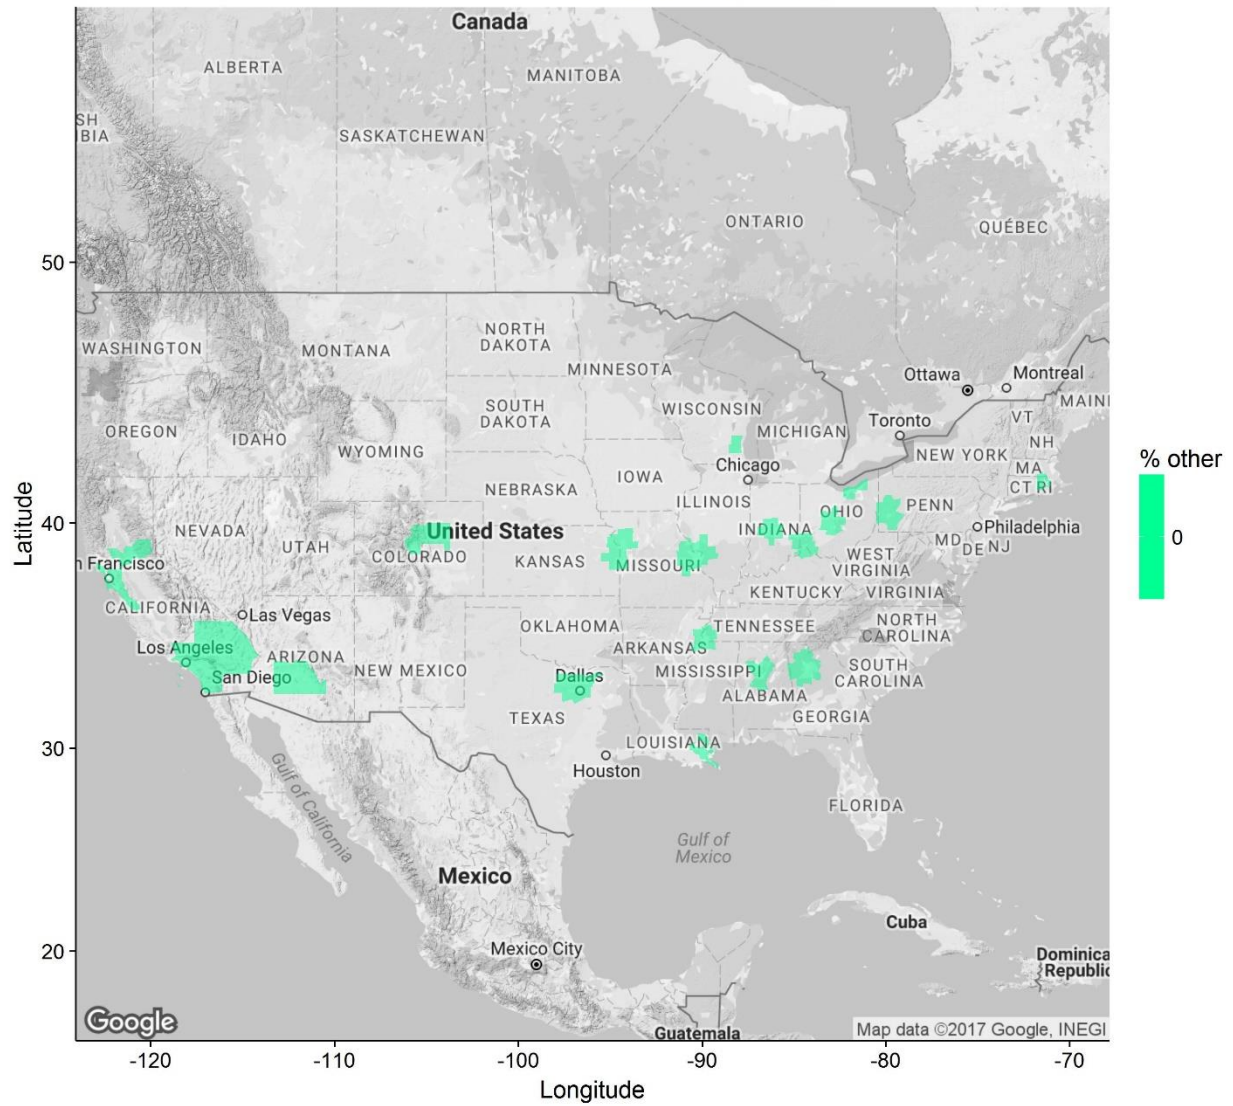 Canada
ALBERTA
MANITOBA
SH
IBIA
SASKATCHEWAN
ONTARIO
QUÉBEC
50
WASHINGTON
MONTANA
NORTH
DAKOTA
MINNESOTA
Ottawa
Montreal
MAIN
OREGON
IDAHO
SOUTH
DAKOTA
WISCONSIN
MICHIGAN
Toronto
VT
NH
WYOMING
NEW YORK
MA
CT RI
Chicago
IOWA
NEBRASKA
ILLINOIS
OHIO
PENN
% other
0
40
NEVADA
United States
INDIANA
Philadelphia
MD
DE
NJ
UTAH
COLORADO
KANSAS
MISSOURI
WEST
VIRGINIA
n Francisco
KENTUCKY
VIRGINIA
CALIFORNIA
Las Vegas
OKLAHOMA
TENNESSEE
NORTH
CAROLINA
Los Angeles
ARIZONA
NEW MEXICO
ARKANSAS
MISSISSIPPI
SOUTH
CAROLINA
San Diego
Dallas
ALABAMA
TEXAS
GEORGIA
30
LOUISIANA
Houston
Gulf of California
FLORIDA
Gulf of
Mexico
Mexico
Cuba
20
Mexico City
Dominica
Republic
Google
Guatemala
Map data ©2017 Google, INEGI
-120
-110
-100
-90
-80
-70
Longitude
Latitude